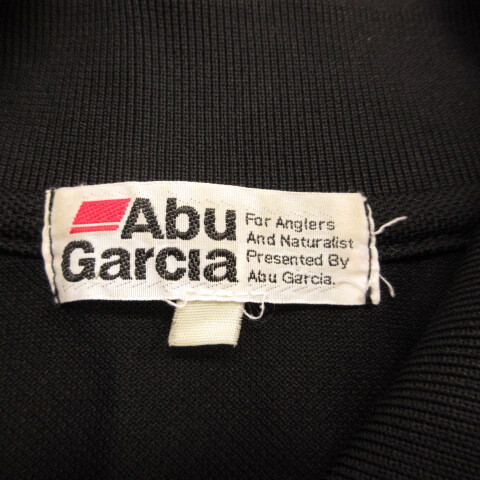 Abu
Garcia
For Anglers
And Naturalist
Presented By
Abu Garcia.